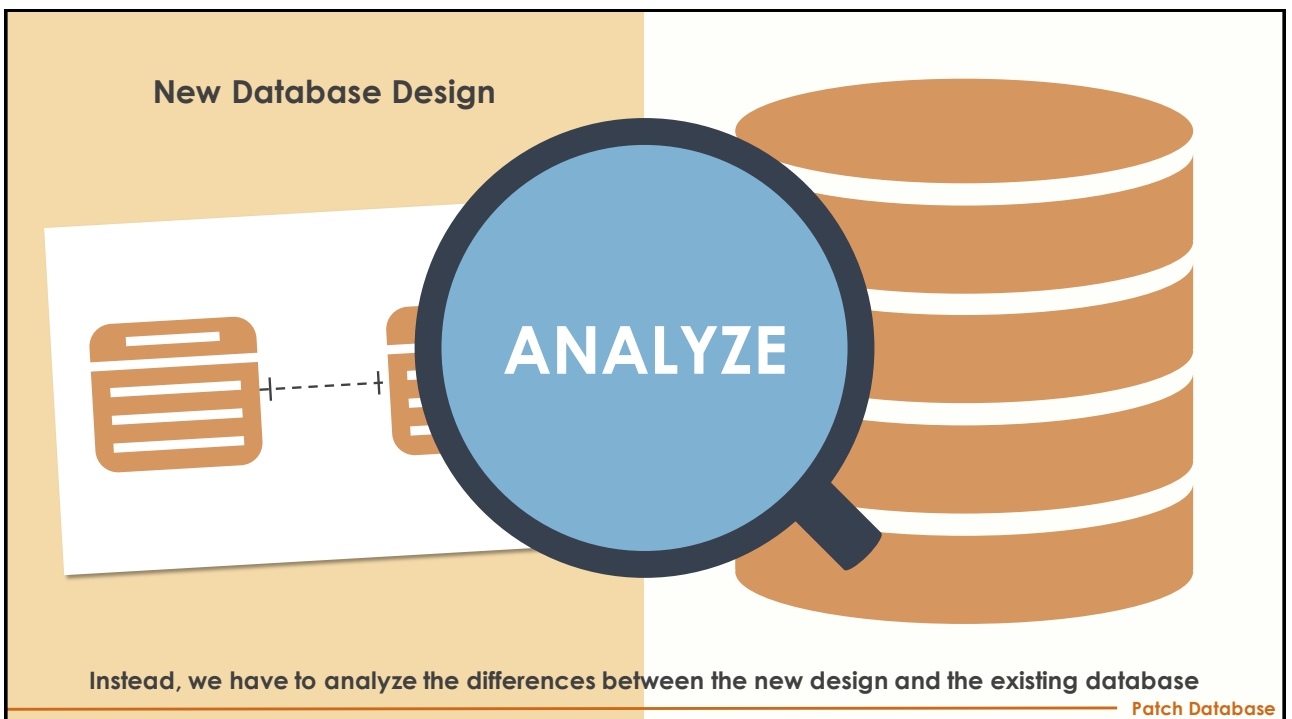 New Database Design
ANALYZE
Instead, we have to analyze the differences between the new design and the existing database
Patch Database